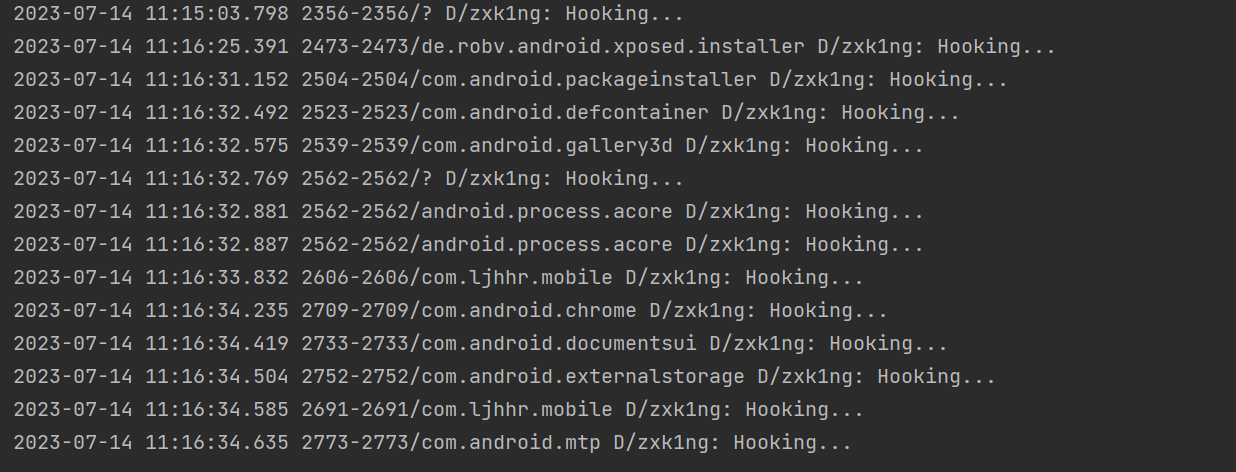 2023-07-14 11:15:03.798 2356-2356/? D/zxk1ng: Hooking...
2023-07-14 11:16:25.391 2473-2473/de.robv.android.xposed.installer D/zxk1ng: Hooking...
2023-07-14 11:16:31.152 2504-2504/com.android.packageinstaller D/zxk1ng: Hooking...
2023-07-14 11:16:32.492 2523-2523/com.android.defcontainer D/zxk1ng: Hooking...
2023-07-14 11:16:32.575 2539-2539/com.android.gallery3d D/zxk1ng: Hooking...
2023-07-14 11:16:32.769 2562-2562/? D/zxk1ng: Hooking...
2023-07-14 11:16:32.881 2562-2562/android.process.acore D/zxk1ng: Hooking...
2023-07-14 11:16:32.887 2562-2562/android.process.acore D/zxk1ng: Hooking...
2023-07-14 11:16:33.832 2606-2606/com.ljhhr.mobile D/zxk1ng: Hooking...
2023-07-14 11:16:34.235 2709-2709/com.android.chrome D/zxk1ng: Hooking...
2023-07-14 11:16:34.419 2733-2733/com.android.documentsui D/zxk1ng: Hooking...
2023-07-14 11:16:34.504 2752-2752/com.android.externalstorage D/zxk1ng: Hooking...
2023-07-14 11:16:34.585 2691-2691/com.ljhhr.mobile D/zxk1ng: Hooking...
2023-07-14 11:16:34.635 2773-2773/com.android.mtp D/zxk1ng: Hooking...